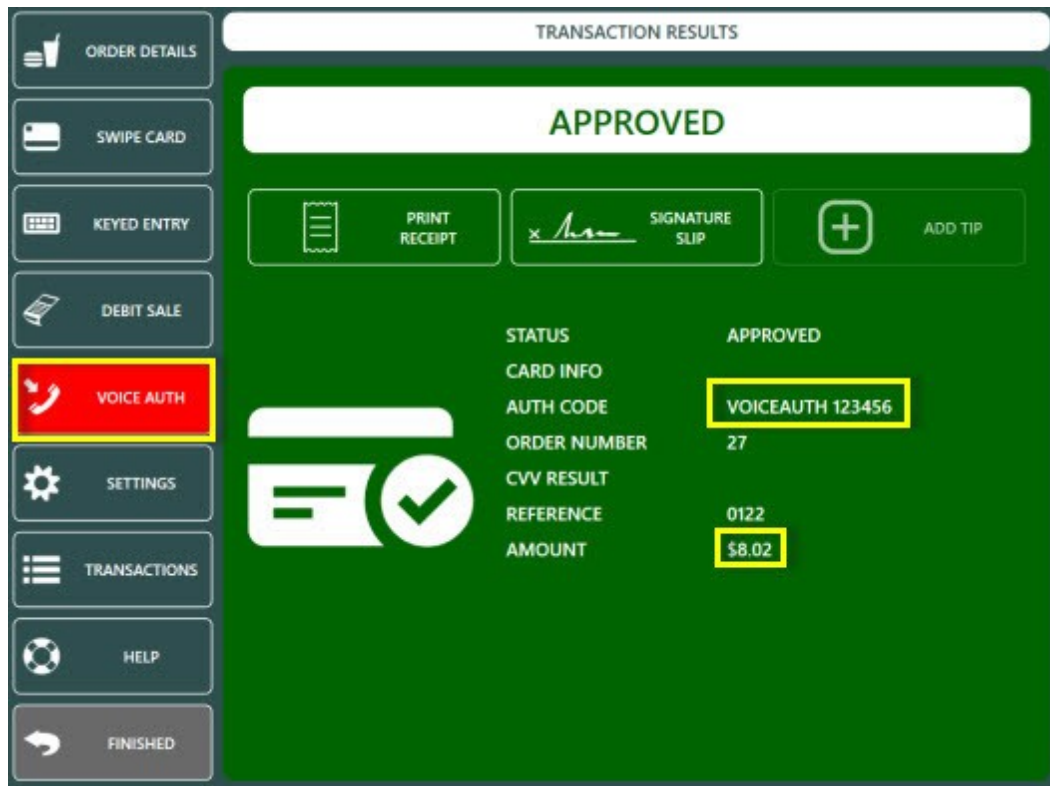 ORDER DETAILS
SWIPE CARD
KEYED ENTRY
DEBIT SALE
VOICE AUTH
SETTINGS
TRANSACTIONS
HELP
FINISHED
TRANSACTION RESULTS
APPROVED
PRINT
RECEIPT
x
SIGNATURE
SLIP
ADD TIP
STATUS APPROVED
CARD INFO
AUTH CODE VOICEAUTH 123456
ORDER NUMBER 27
CVV RESULT
REFERENCE 0122
AMOUNT $8.02